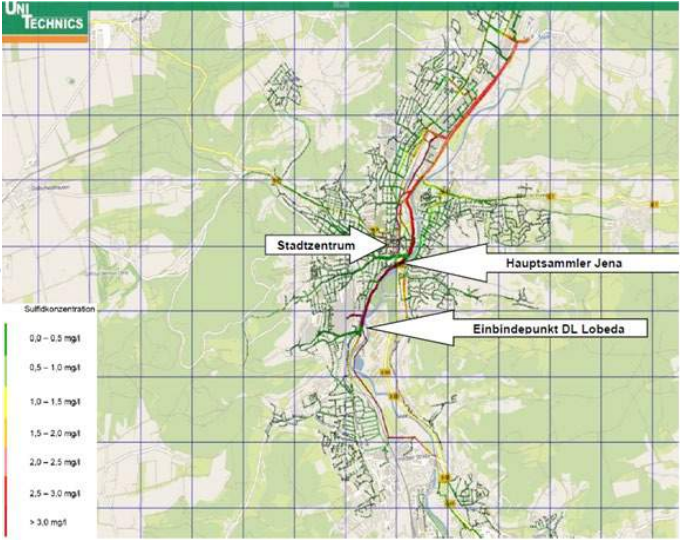 UNI
TECHNICS
Stadtzentrum
Hauptsammler Jena
Einbindepunkt DL Lobeda
Sulfidkonzentration
0,0 – 0,5 mg/l
0,5 – 1,0 mg/l
1,0 – 1,5 mg/l
1,5 – 2,0 mg/l
2,0 – 2,5 mg/l
2,5 – 3,0 mg/l
> 3,0 mg/l